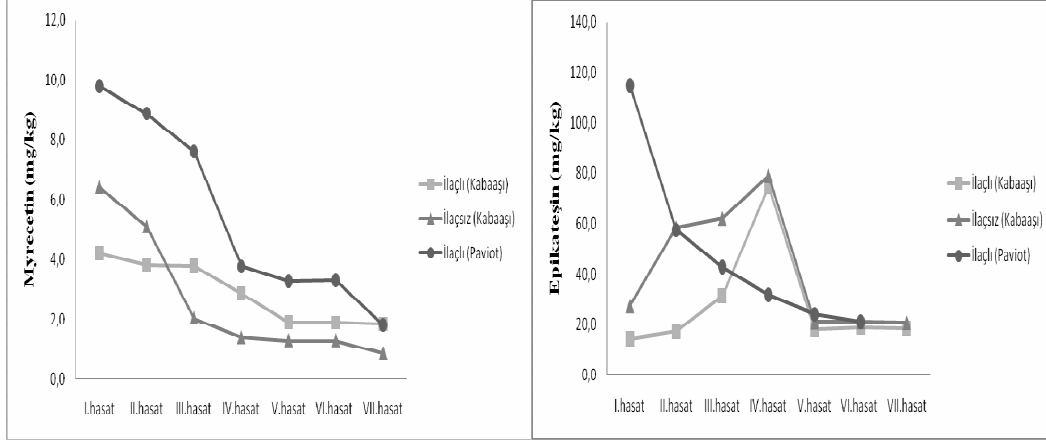 Myrecetin (mg/kg)
12,0
10,0
8,0
6,0
4,0
2,0
0,0
I.hasat II.hasat III.hasat IV.hasat V.hasat VI.hasat VII.hasat
İlaçlı (Kabaaşı)
İlaçsız (Kabaaşı)
İlaçlı (Paviot)
Epikateşin (mg/kg)
140,0
120,0
100,0
80,0
60,0
40,0
20,0
0,0
I.hasat II.hasat III.hasat IV.hasat V.hasat VI.hasat VII.hasat
İlaçlı (Kabaaşı)
İlaçsız (Kabaaşı)
İlaçlı (Paviot)